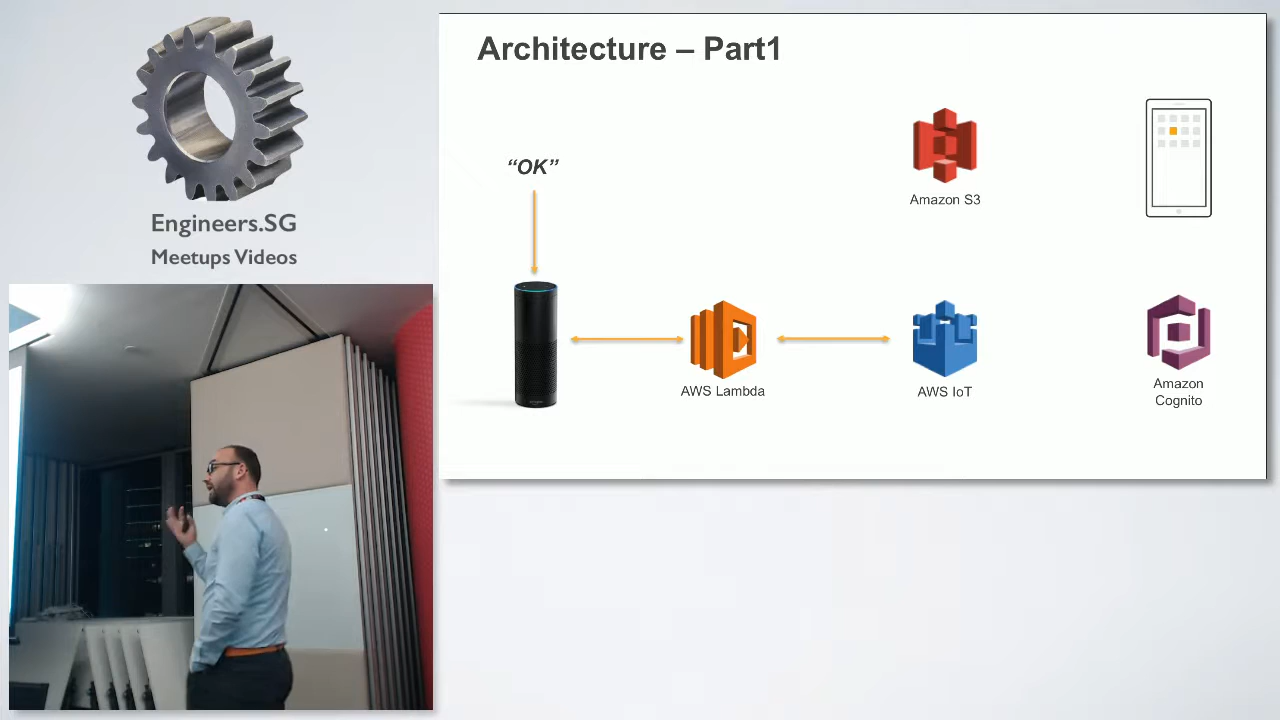 Engineers.SG
Meetups Videos
Architecture – Part1
“OK”
Amazon S3
AWS Lambda
AWS IoT
Amazon
Cognito